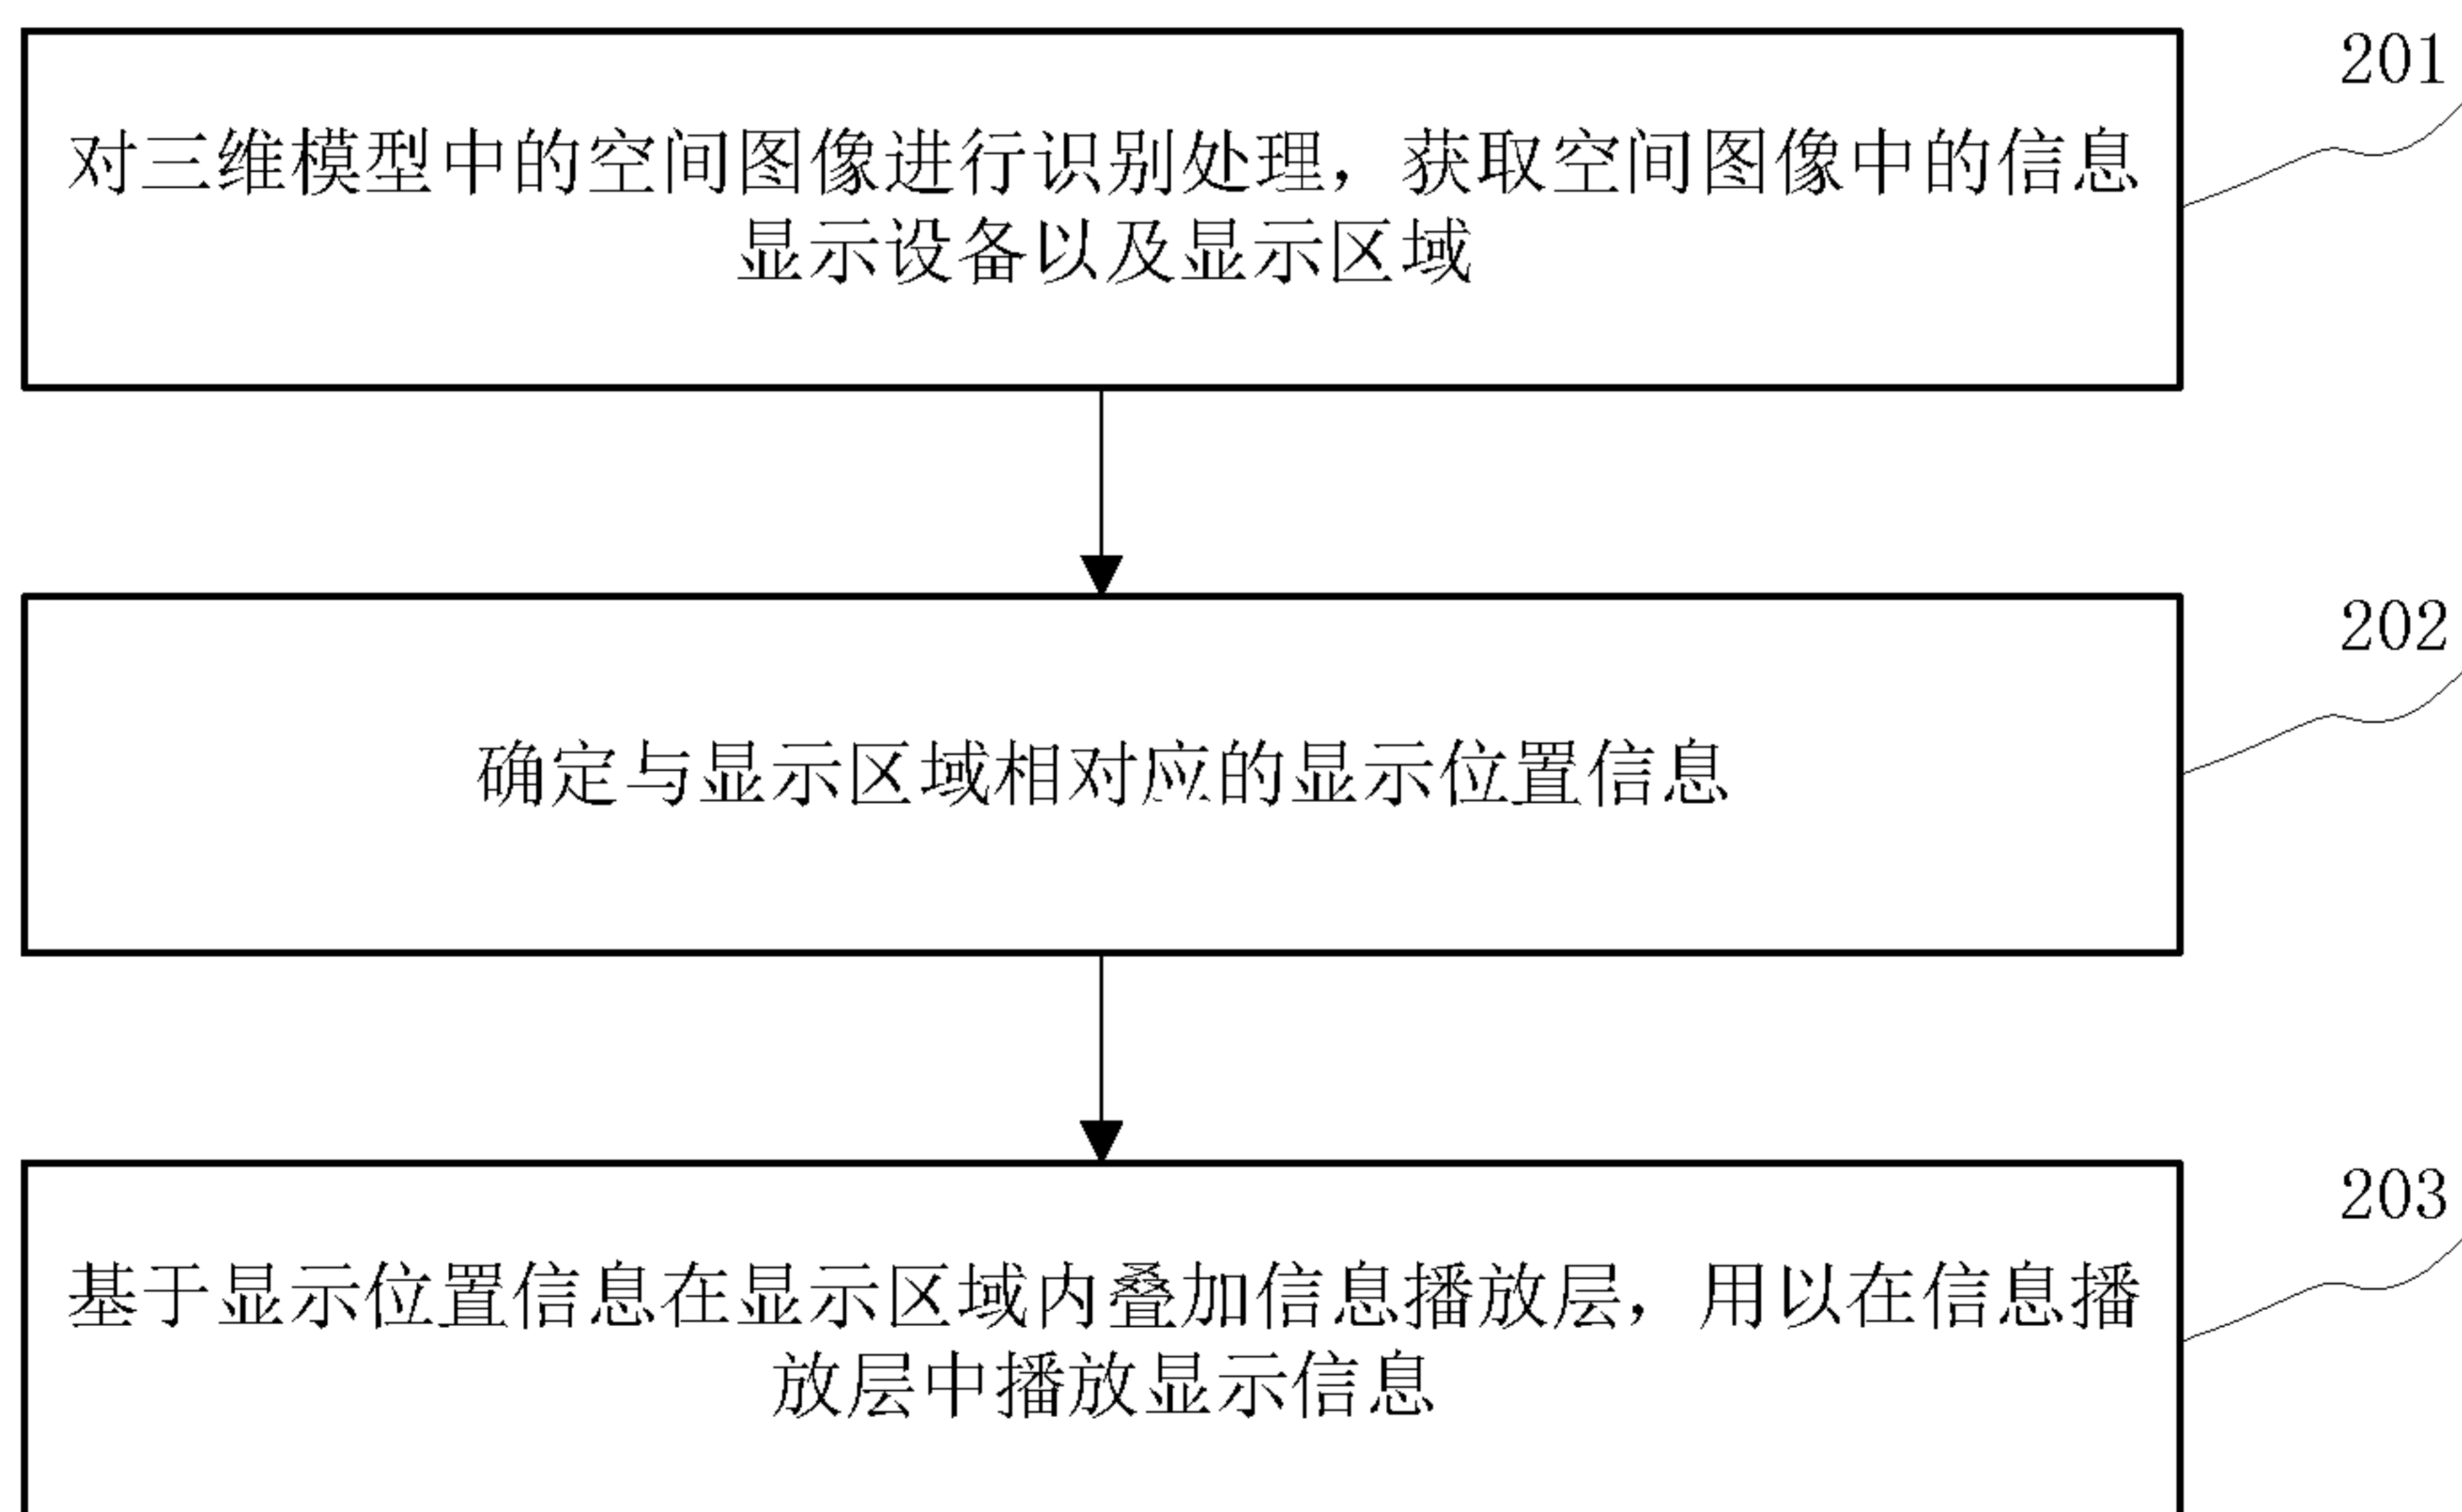 201
对三维模型中的空间图像进行识别处理，获取空间图像中的信息
显示设备以及显示区域
202
确定与显示区域相对应的显示位置信息
203
基于显示位置信息在显示区域内叠加信息播放层，用以在信息播
放层中播放显示信息